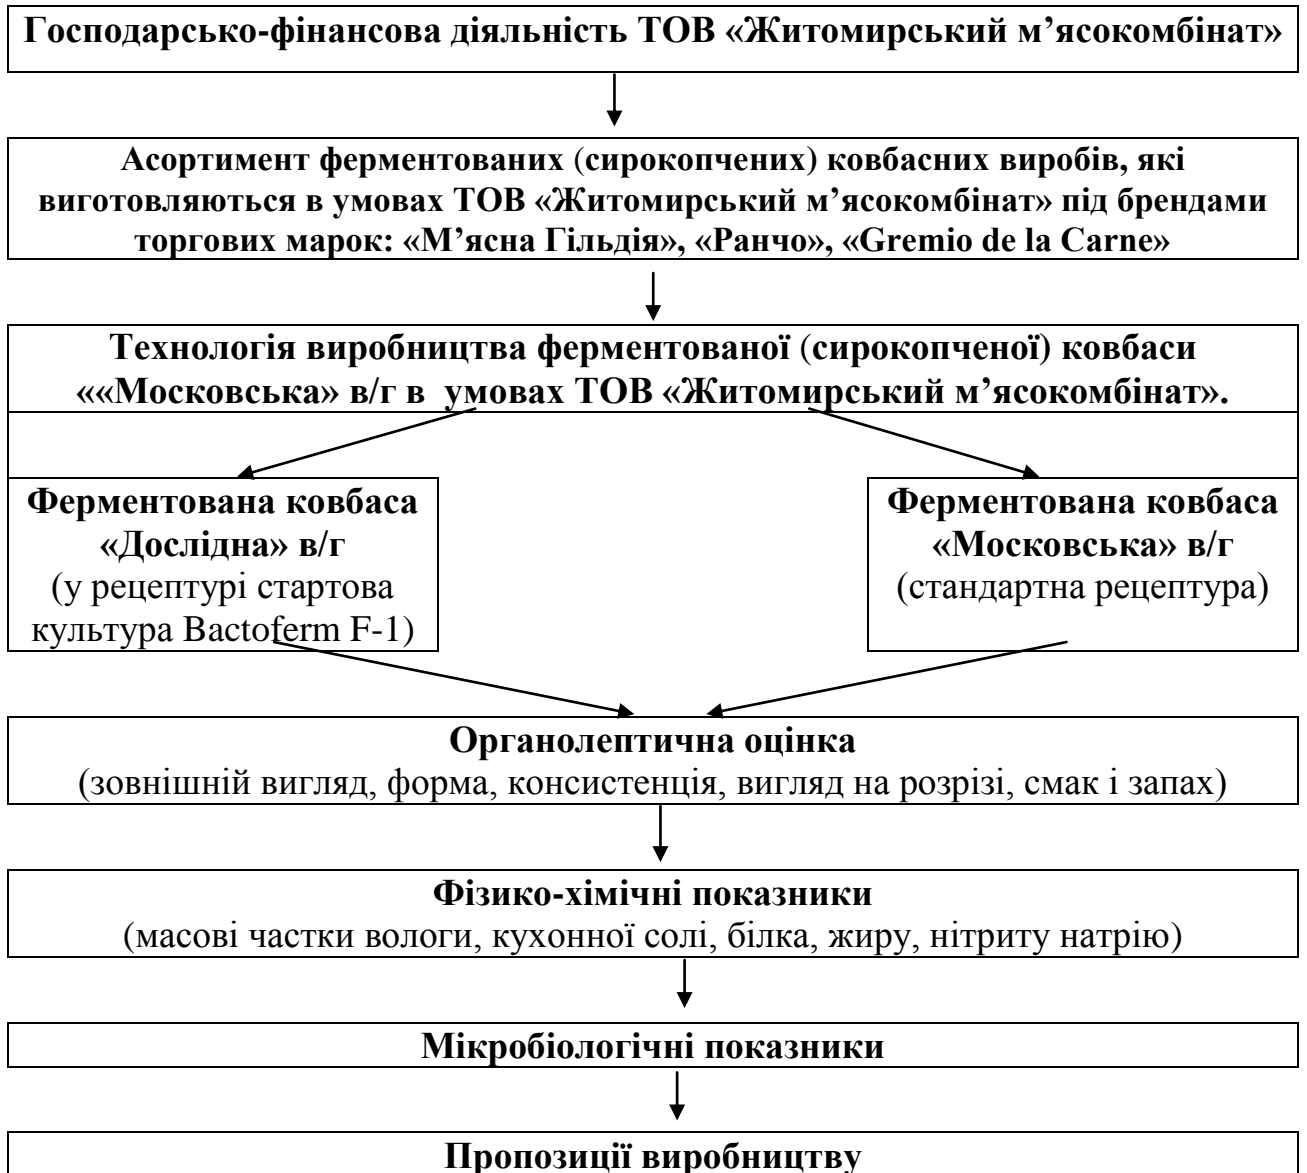 Господарсько-фінансова діяльність ТОВ «Житомирський м’ясокомбінат»
Асортимент ферментованих (сирокопчених) ковбасних виробів, які
виготовляються в умовах ТОВ «Житомирський м’ясокомбінат» під брендами
торгових марок: «М’ясна Гільдія», «Ранчо», «Gremio de la Carne»
Технологія виробництва ферментованої (сирокопченої) ковбаси
««Московська» в/г в умовах ТОВ «Житомирський м’ясокомбінат».
Ферментована ковбаса
«Дослідна» в/г
(у рецептурі стартова
культура Bactoferm F-1)
Ферментована ковбаса
«Московська» в/г
(стандартна рецептура)
Органолептична оцінка
(зовнішній вигляд, форма, консистенція, вигляд на розрізі, смак і запах)
Фізико-хімічні показники
(масові частки вологи, кухонної солі, білка, жиру, нітриту натрію)
Мікробіологічні показники
Пропозиції виробництву